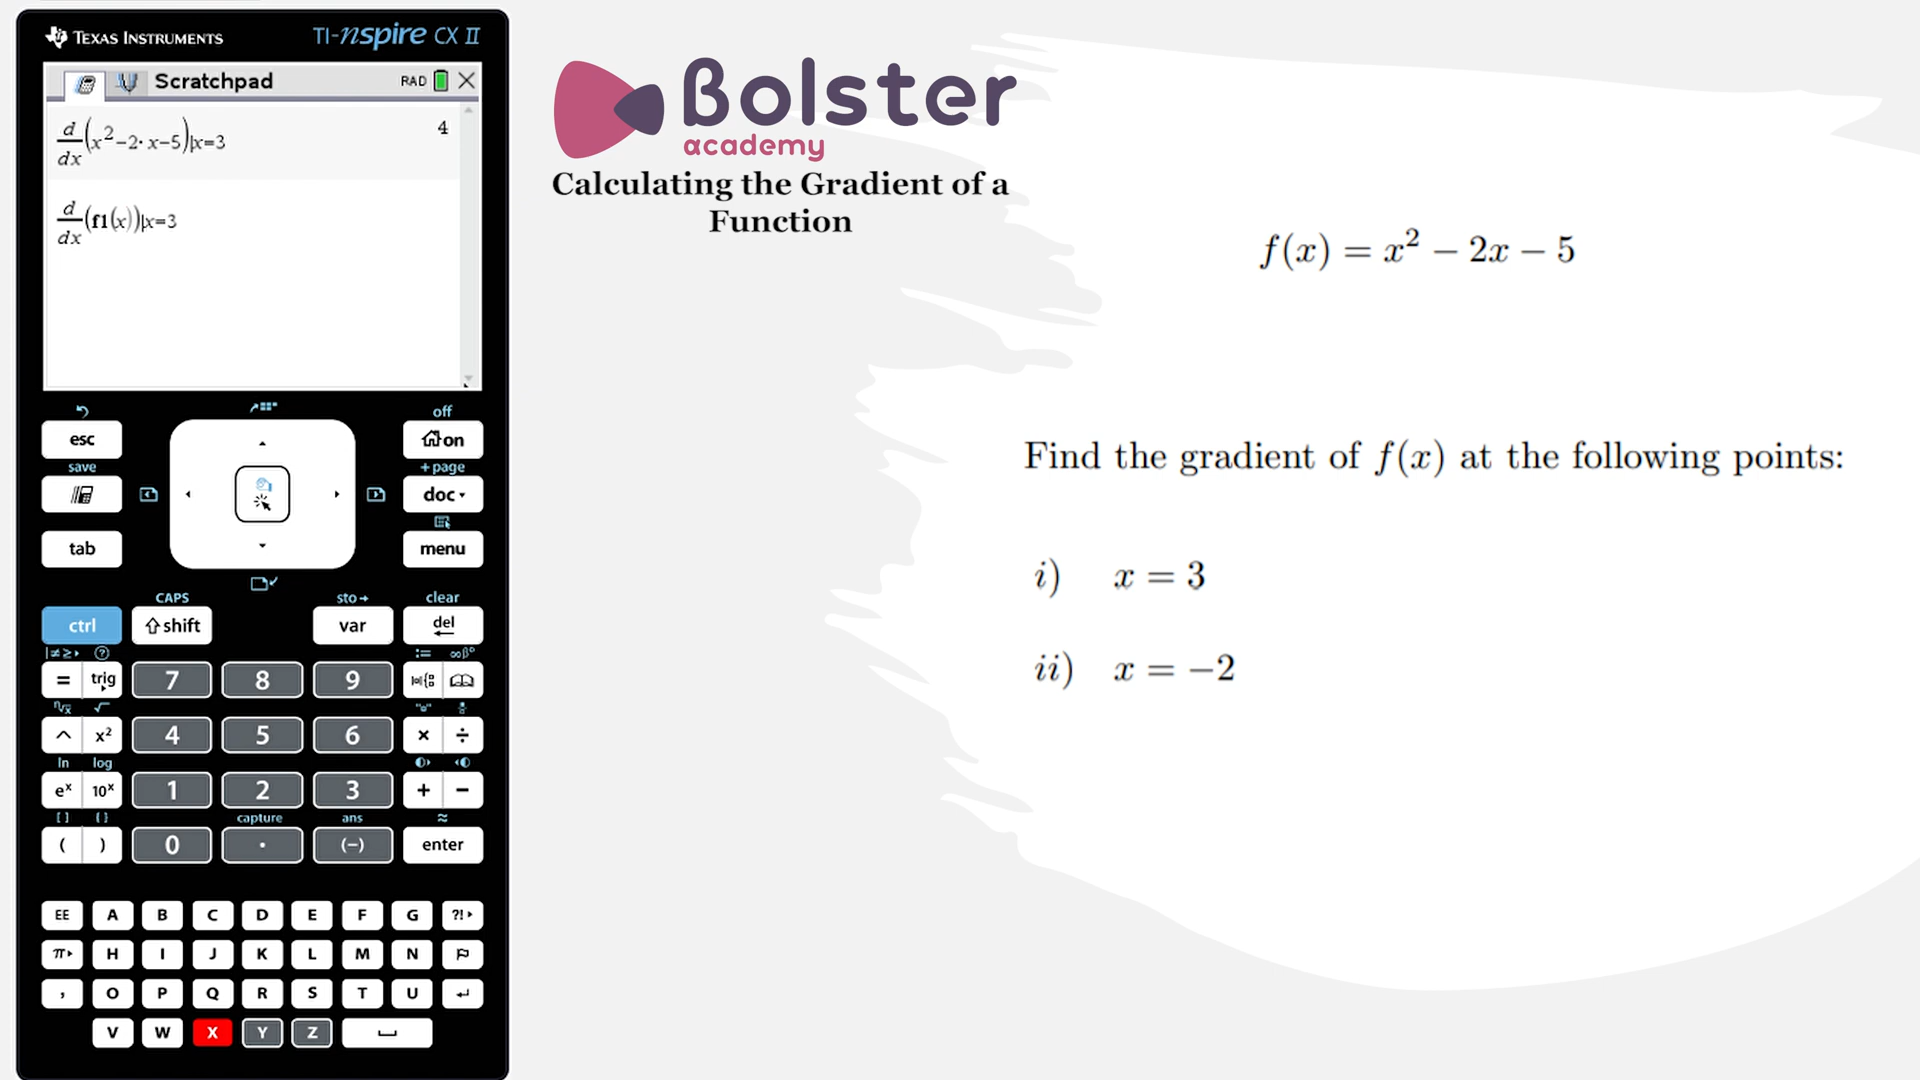 TEXAS INSTRUMENTS TI-nspire CX II
Scratchpad RAD
d/dx(x²-2·x-5)|x=3 4
d/dx(f1(x))|x=3
off
esc on
save + page
doc
tab menu
CAPS sto→ clear
ctrl shift var del
|≠≥▸ ? := ∞β°
= trig 7 8 9
ⁿ√x √
^ x² 4 5 6 × ÷
ln log
eˣ 10ˣ 1 2 3 + −
[ ] { } capture ans ≈
( ) 0 . (−) enter
EE A B C D E F G ?!▸
π▸ H I J K L M N
, O P Q R S T U ↵
V W X Y Z
Bolster
academy
Calculating the Gradient of a
Function
f(x) = x² − 2x − 5
Find the gradient of f(x) at the following points:
i) x = 3
ii) x = −2